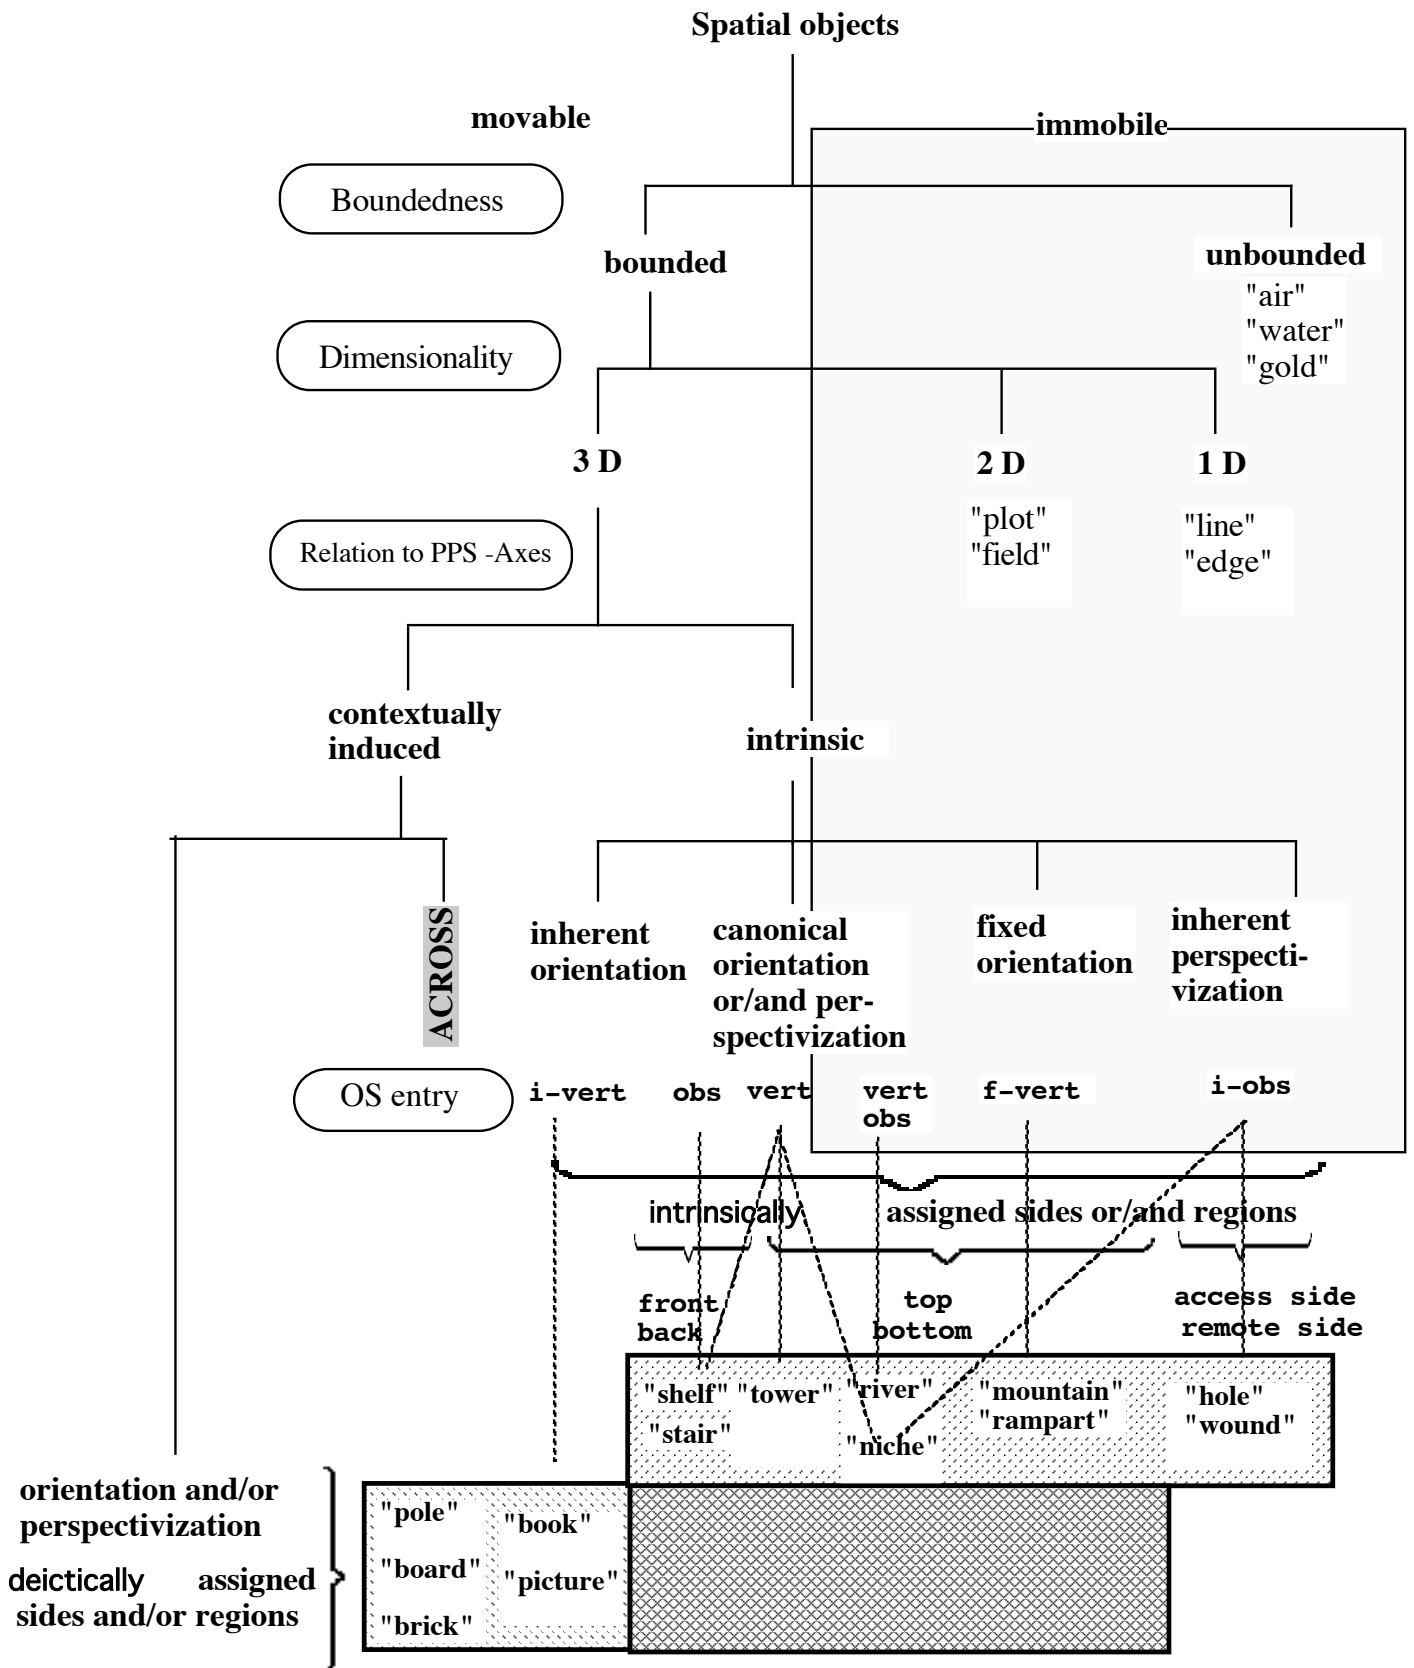 Spatial objects
movable
immobile
Boundedness
bounded
unbounded
"air"
"water"
"gold"
Dimensionality
3 D
2 D
1 D
"plot"
"field"
"line"
"edge"
Relation to PPS -Axes
contextually
induced
intrinsic
ACROSS
inherent
orientation
canonical
orientation
or/and per-
spectivization
fixed
orientation
inherent
perspecti-
vization
OS entry
i-vert
obs
vert
vert
obs
f-vert
i-obs
intrinsically
assigned sides or/and regions
front
back
top
bottom
access side
remote side
"shelf"
"stair"
"tower"
"river"
"niche"
"mountain"
"rampart"
"hole"
"wound"
orientation and/or
perspectivization
deictically assigned
sides and/or regions
"pole"
"board"
"brick"
"book"
"picture"